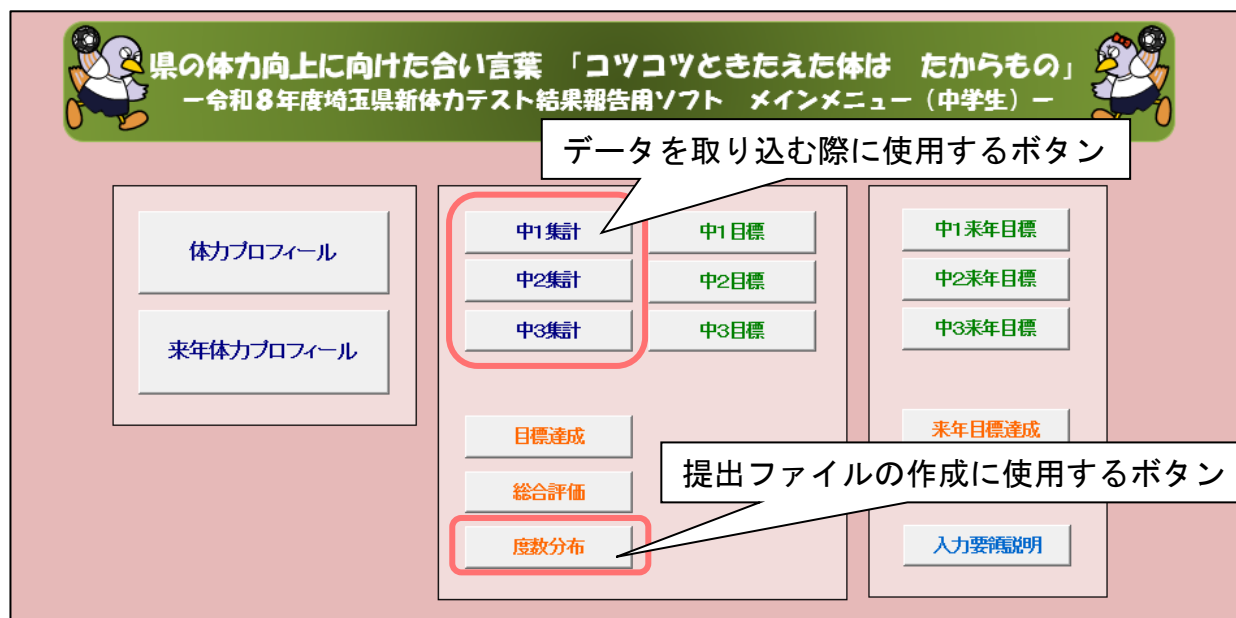 県の体力向上に向けた合い言葉 「コツコツときたえた体は たからもの」
ー令和8年度埼玉県新体力テスト結果報告用ソフト メインメニュー（中学生）ー
データを取り込む際に使用するボタン
体力プロフィール
来年体力プロフィール
中1集計
中1目標
中2集計
中2目標
中3集計
中3目標
目標達成
総合評価
度数分布
中1来年目標
中2来年目標
中3来年目標
来年目標達成
提出ファイルの作成に使用するボタン
入力要領説明